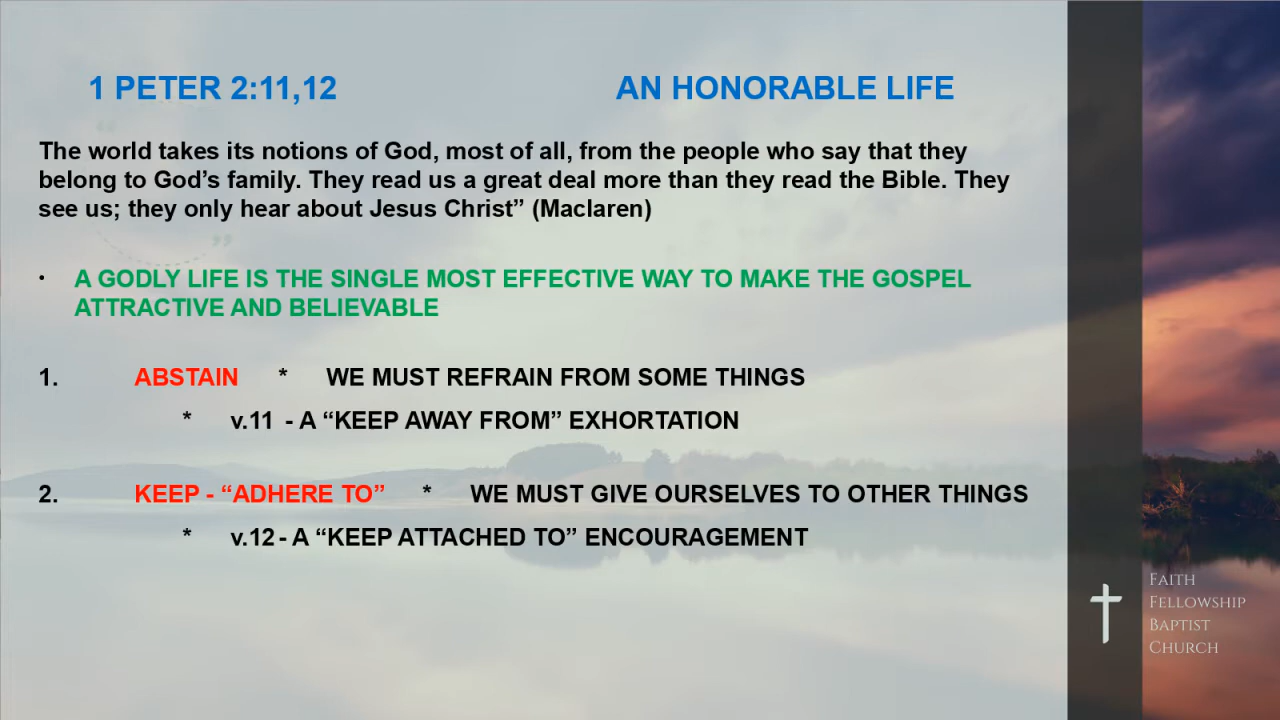 1 PETER 2:11,12 AN HONORABLE LIFE
The world takes its notions of God, most of all, from the people who say that they
belong to God’s family. They read us a great deal more than they read the Bible. They
see us; they only hear about Jesus Christ” (Maclaren)
• A GODLY LIFE IS THE SINGLE MOST EFFECTIVE WAY TO MAKE THE GOSPEL
ATTRACTIVE AND BELIEVABLE
1. ABSTAIN * WE MUST REFRAIN FROM SOME THINGS
* v.11 - A “KEEP AWAY FROM” EXHORTATION
2. KEEP - “ADHERE TO” * WE MUST GIVE OURSELVES TO OTHER THINGS
* v.12 - A “KEEP ATTACHED TO” ENCOURAGEMENT
FAITH
FELLOWSHIP
BAPTIST
CHURCH